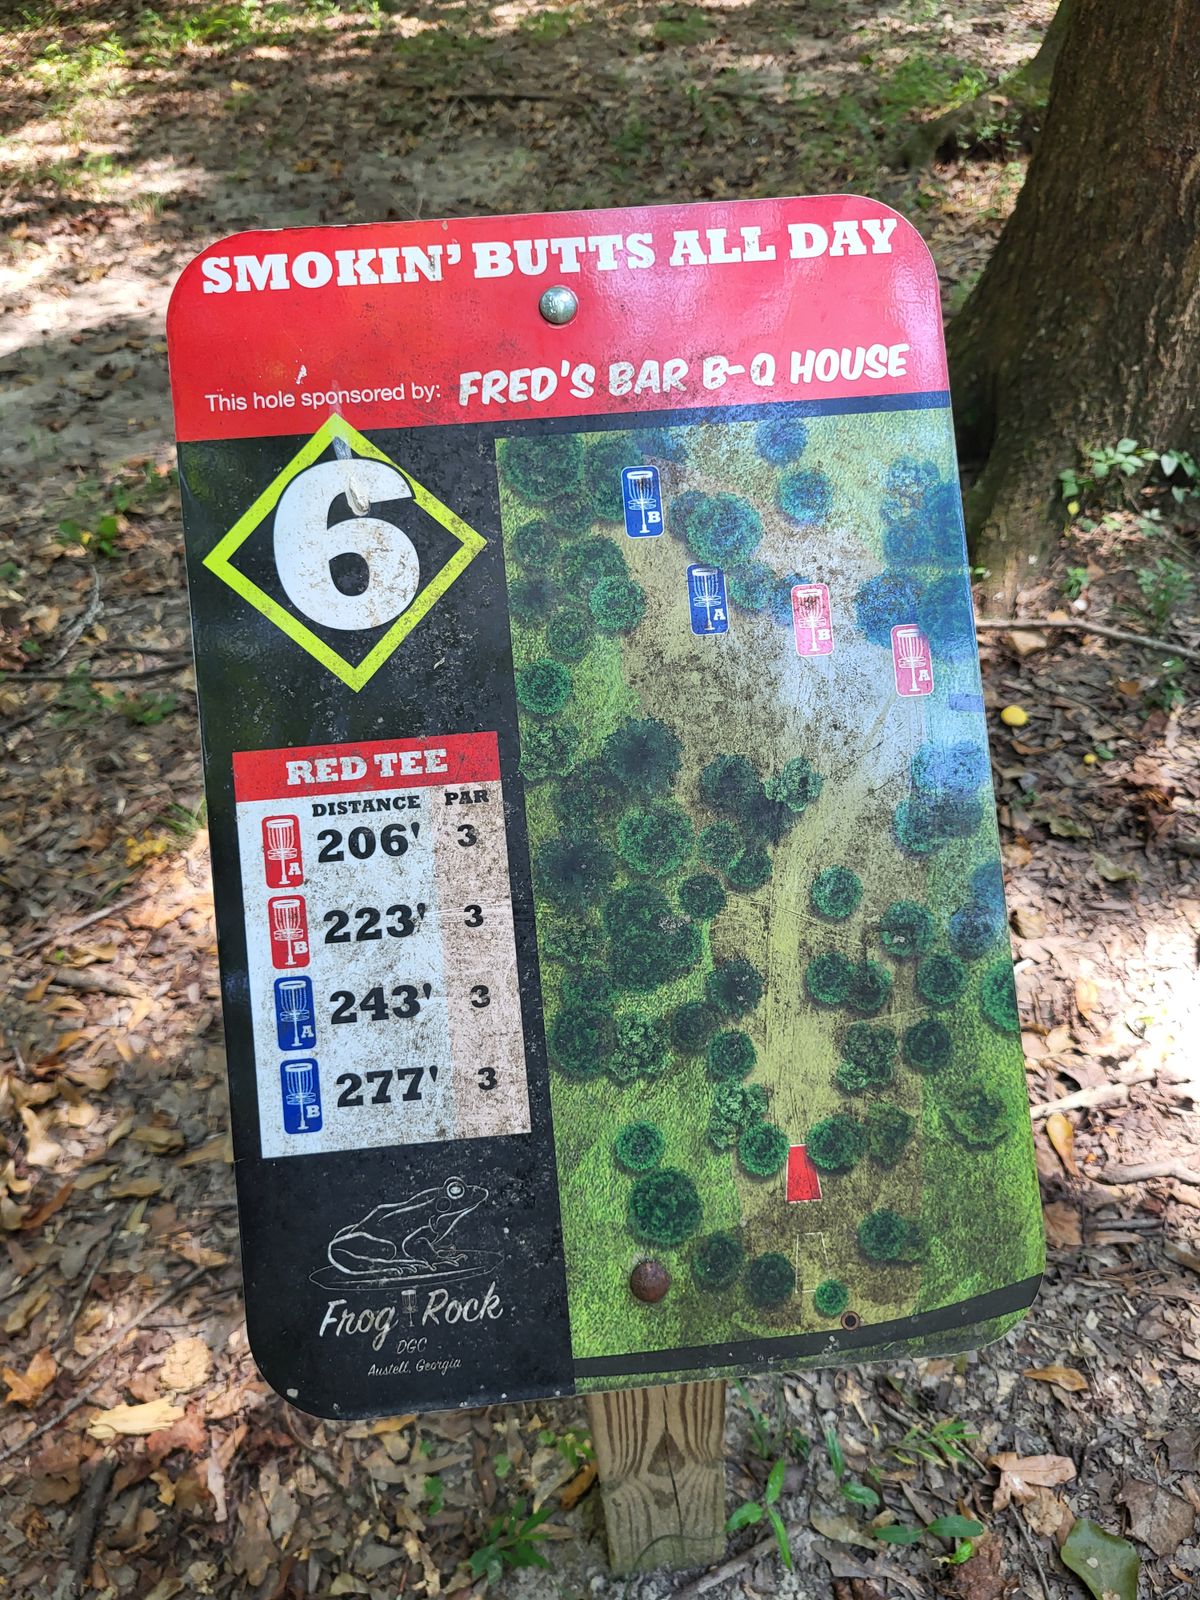 SMOKIN' BUTTS ALL DAY
This hole sponsored by: FRED'S BAR B-Q HOUSE
6
RED TEE
DISTANCE PAR
A 206' 3
B 223' 3
A 243' 3
B 277' 3
B
A
B
A
Frog Rock
DGC
Austell, Georgia